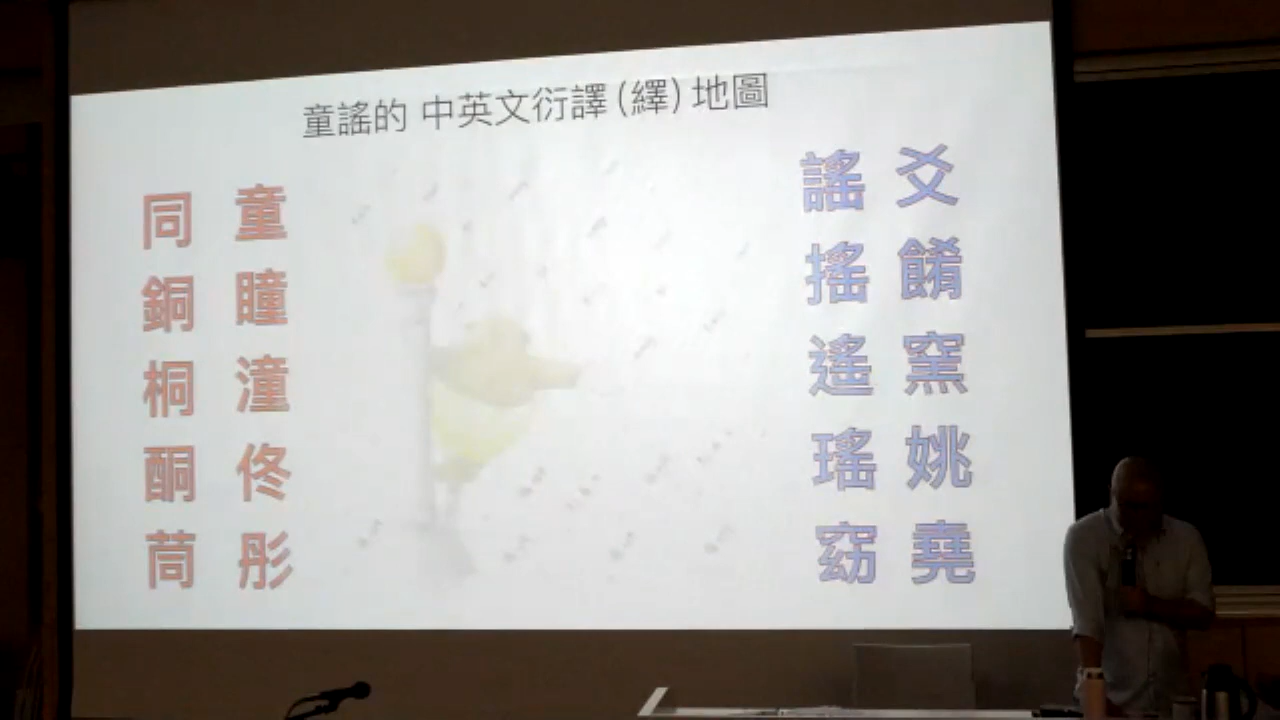 童謠的 中英文衍譯(繹)地圖
同 童 謠 爻
銅 瞳 搖 餚
桐 潼 遙 窯
酮 佟 瑤 姚
茼 彤 窈 堯